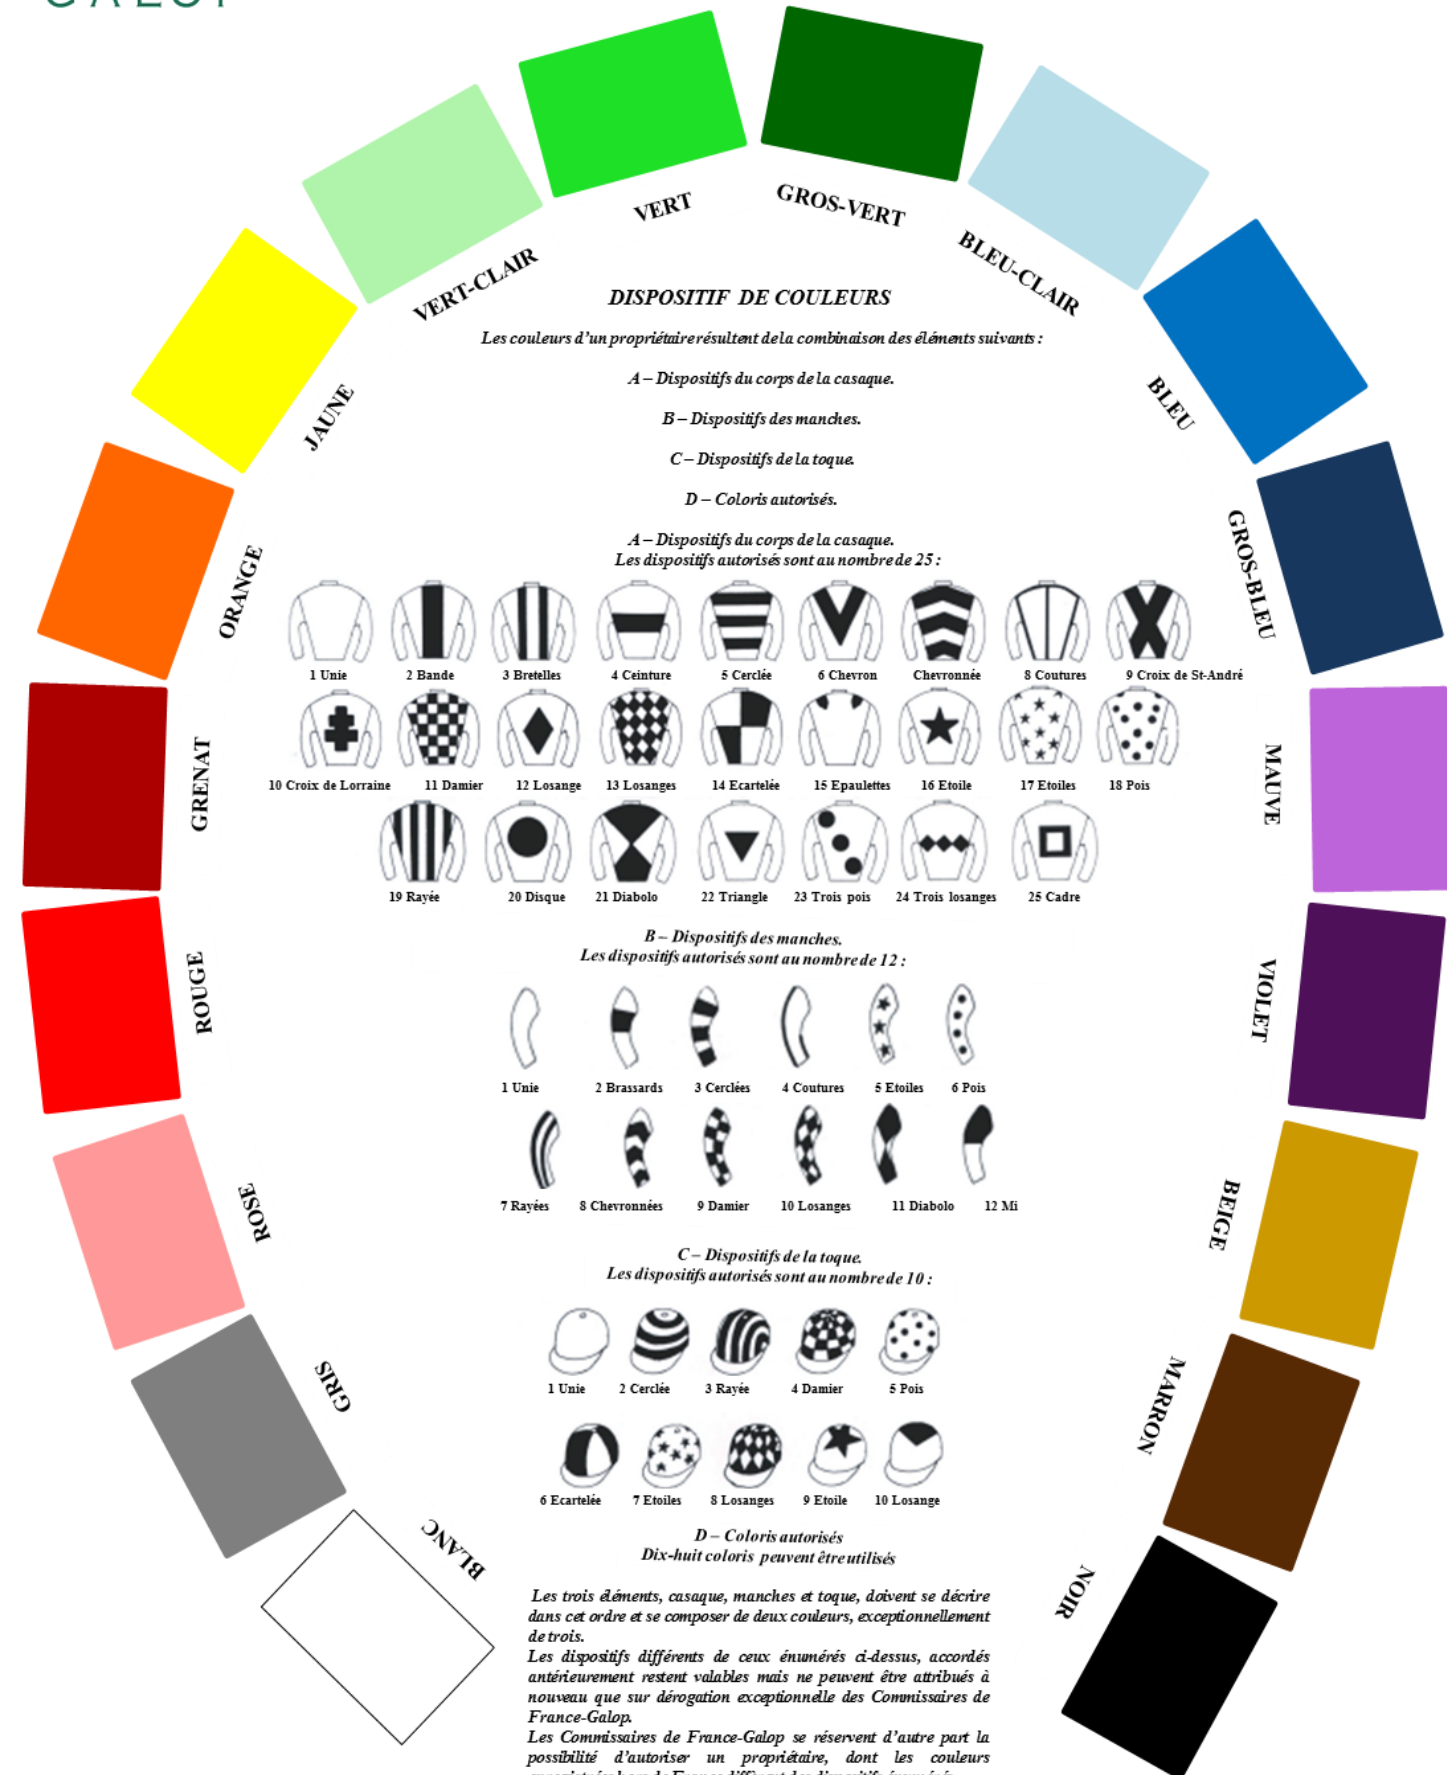 VERT
GROS-VERT
VERT-CLAIR
BLEU-CLAIR
JAUNE
BLEU
ORANGE
GROS-BLEU
GRENAT
MAUVE
ROUGE
VIOLET
ROSE
BEIGE
GRIS
MARRON
BLANC
NOIR
DISPOSITIF DE COULEURS
Les couleurs d’un propriétaire résultent de la combinaison des éléments suivants :
A – Dispositifs du corps de la casaque.
B – Dispositifs des manches.
C – Dispositifs de la toque.
D – Coloris autorisés.
A – Dispositifs du corps de la casaque.
Les dispositifs autorisés sont au nombre de 25 :
1 Unie 2 Bande 3 Bretelles 4 Ceinture 5 Cerclée 6 Chevron Chevronnée 8 Coutures 9 Croix de St-André
10 Croix de Lorraine 11 Damier 12 Losange 13 Losanges 14 Ecartelée 15 Epaulettes 16 Etoile 17 Etoiles 18 Pois
19 Rayée 20 Disque 21 Diabolo 22 Triangle 23 Trois pois 24 Trois losanges 25 Cadre
B – Dispositifs des manches.
Les dispositifs autorisés sont au nombre de 12 :
1 Unie 2 Brassards 3 Cerclées 4 Coutures 5 Etoiles 6 Pois
7 Rayées 8 Chevronnées 9 Damier 10 Losanges 11 Diabolo 12 Mi
C – Dispositifs de la toque.
Les dispositifs autorisés sont au nombre de 10 :
1 Unie 2 Cerclée 3 Rayée 4 Damier 5 Pois
6 Ecartelée 7 Etoiles 8 Losanges 9 Etoile 10 Losange
D – Coloris autorisés
Dix-huit coloris peuvent être utilisés
Les trois éléments, casaque, manches et toque, doivent se décrire
dans cet ordre et se composer de deux couleurs, exceptionnellement
de trois.
Les dispositifs différents de ceux énumérés ci-dessus, accordés
antérieurement restent valables mais ne peuvent être attribués à
nouveau que sur dérogation exceptionnelle des Commissaires de
France-Galop.
Les Commissaires de France-Galop se réservent d’autre part la
possibilité d’autoriser un propriétaire, dont les couleurs